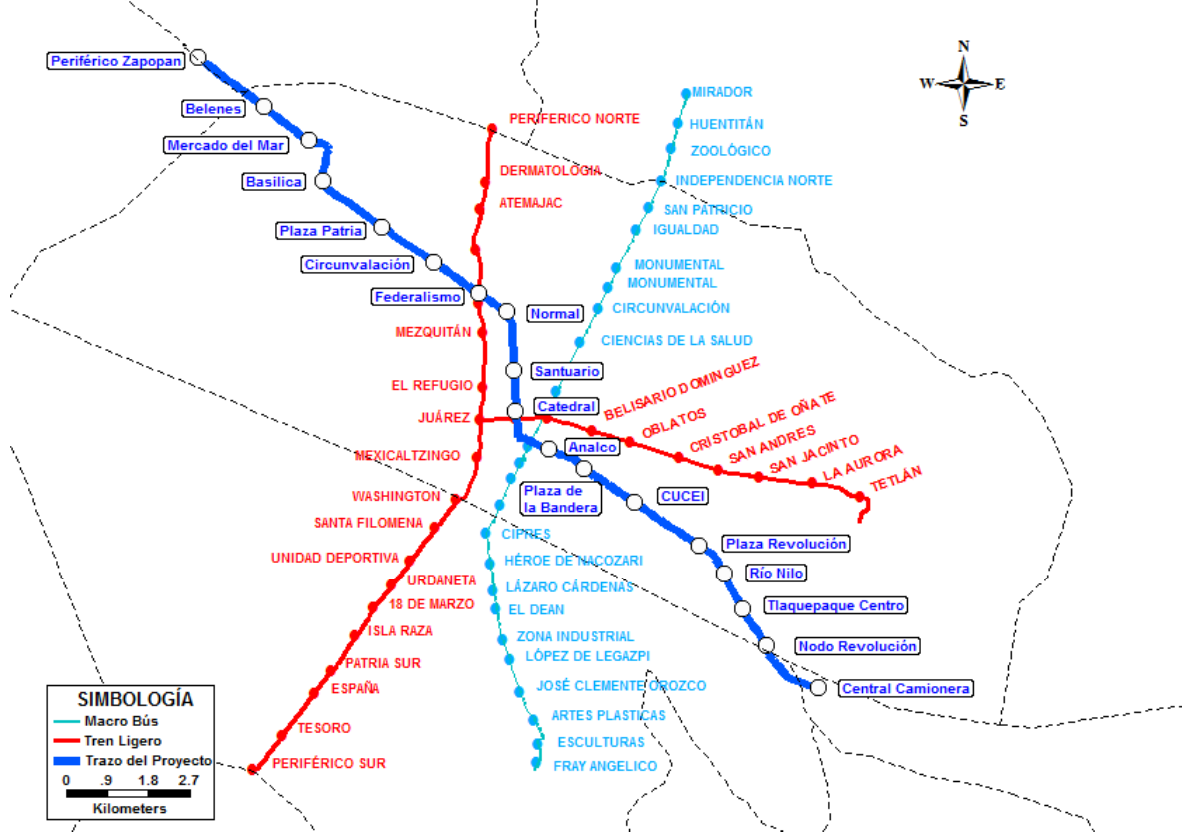 N
W E
S
Periférico Zapopan
MIRADOR
Belenes
PERIFERICO NORTE
HUENTITÁN
Mercado del Mar
ZOOLÓGICO
DERMATOLOGIA
Basilica
INDEPENDENCIA NORTE
ATEMAJAC
SAN PATRICIO
Plaza Patria
IGUALDAD
Circunvalación
MONUMENTAL
MONUMENTAL
Federalismo
Normal
CIRCUNVALACIÓN
MEZQUITÁN
CIENCIAS DE LA SALUD
Santuario
EL REFUGIO
BELISARIO DOMINGUEZ
Catedral
JUÁREZ
OBLATOS
CRISTOBAL DE OÑATE
SAN ANDRES
SAN JACINTO
LA AURORA
TETLÁN
Analco
MEXICALTZINGO
Plaza de
la Bandera
CUCEI
WASHINGTON
SANTA FILOMENA
CIPRES
Plaza Revolución
UNIDAD DEPORTIVA
HÉROE DE NACOZARI
Río Nilo
URDANETA
LÁZARO CÁRDENAS
18 DE MARZO
EL DEAN
Tlaquepaque Centro
ISLA RAZA
ZONA INDUSTRIAL
Nodo Revolución
PATRIA SUR
LÓPEZ DE LEGAZPI
ESPAÑA
JOSÉ CLEMENTE OROZCO
Central Camionera
ARTES PLASTICAS
TESORO
ESCULTURAS
PERIFÉRICO SUR
FRAY ANGELICO
SIMBOLOGÍA
Macro Bús
Tren Ligero
Trazo del Proyecto
0 .9 1.8 2.7
Kilometers